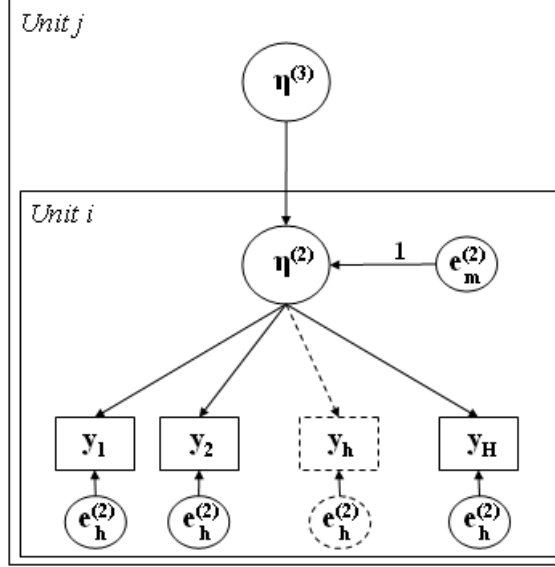 Unit j
η(3)
Unit i
η(2)
1
e(2)m
y1
y2
yh
yH
e(2)h
e(2)h
e(2)h
e(2)h